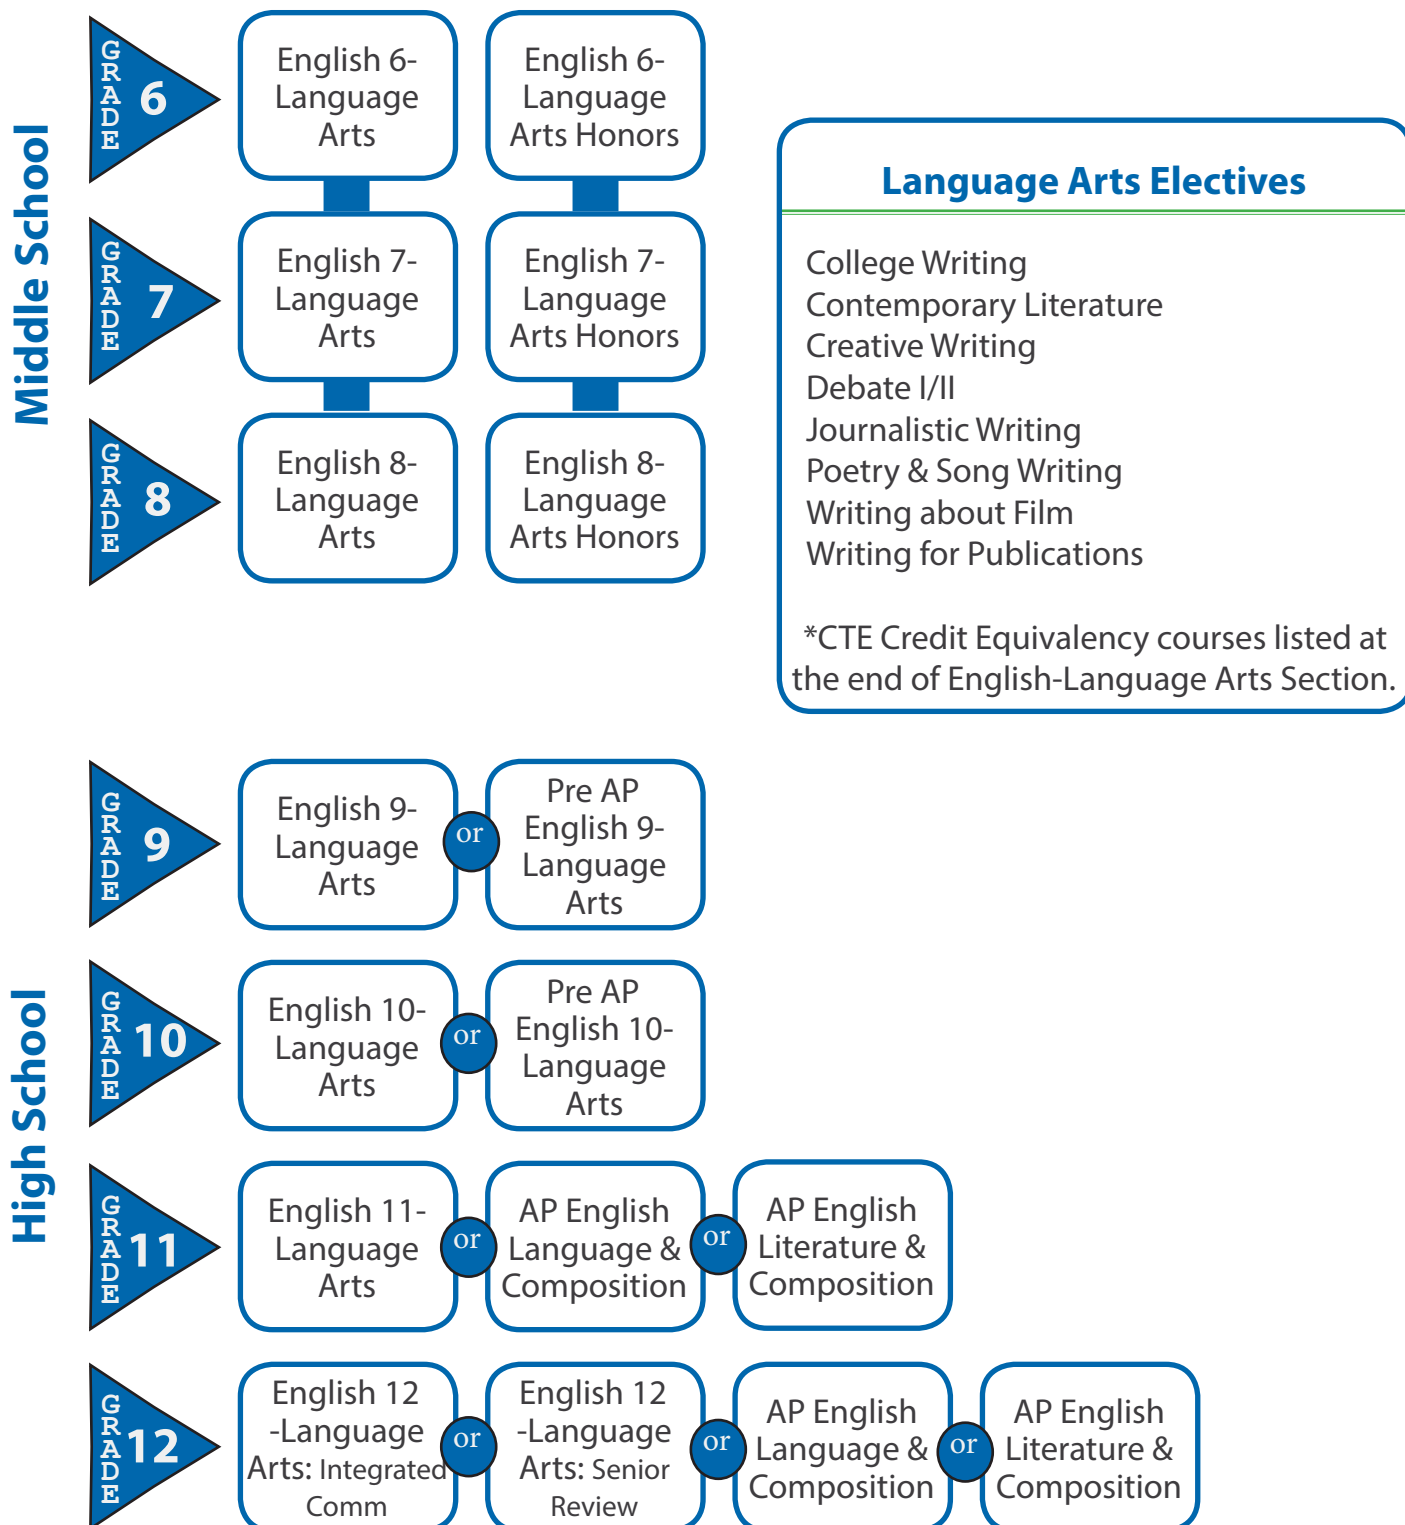 Middle School
GRADE 6
English 6-
Language
Arts
English 6-
Language
Arts Honors
GRADE 7
English 7-
Language
Arts
English 7-
Language
Arts Honors
GRADE 8
English 8-
Language
Arts
English 8-
Language
Arts Honors
Language Arts Electives
College Writing
Contemporary Literature
Creative Writing
Debate I/II
Journalistic Writing
Poetry & Song Writing
Writing about Film
Writing for Publications
*CTE Credit Equivalency courses listed at
the end of English-Language Arts Section.
High School
GRADE 9
English 9-
Language
Arts
or
Pre AP
English 9-
Language
Arts
GRADE 10
English 10-
Language
Arts
or
Pre AP
English 10-
Language
Arts
GRADE 11
English 11-
Language
Arts
or
AP English
Language &
Composition
or
AP English
Literature &
Composition
GRADE 12
English 12
-Language
Arts: Integrated
Comm
or
English 12
-Language
Arts: Senior
Review
or
AP English
Language &
Composition
or
AP English
Literature &
Composition